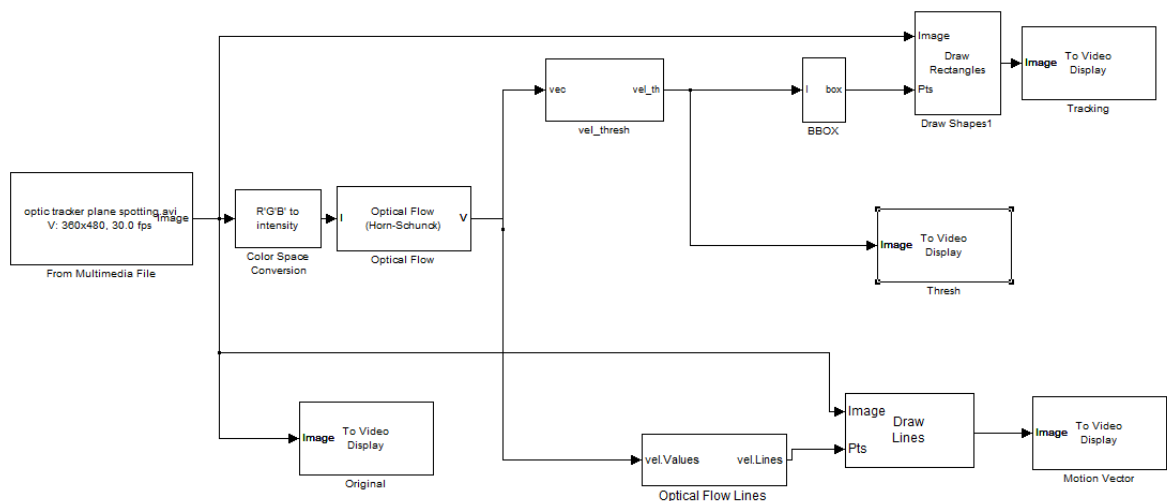 Image
Draw
Rectangles
Pts
Draw Shapes1
Image
To Video
Display
Tracking
vec
vel_th
vel_thresh
I
box
BBOX
optic tracker plane spotting.avi
V: 360x480, 30.0 fps
Image
From Multimedia File
R'G'B' to
intensity
Color Space
Conversion
I
Optical Flow
(Horn-Schunck)
V
Optical Flow
Image
To Video
Display
Thresh
Image
To Video
Display
Original
vel.Values
vel.Lines
Optical Flow Lines
Image
Draw
Lines
Pts
Image
To Video
Display
Motion Vector